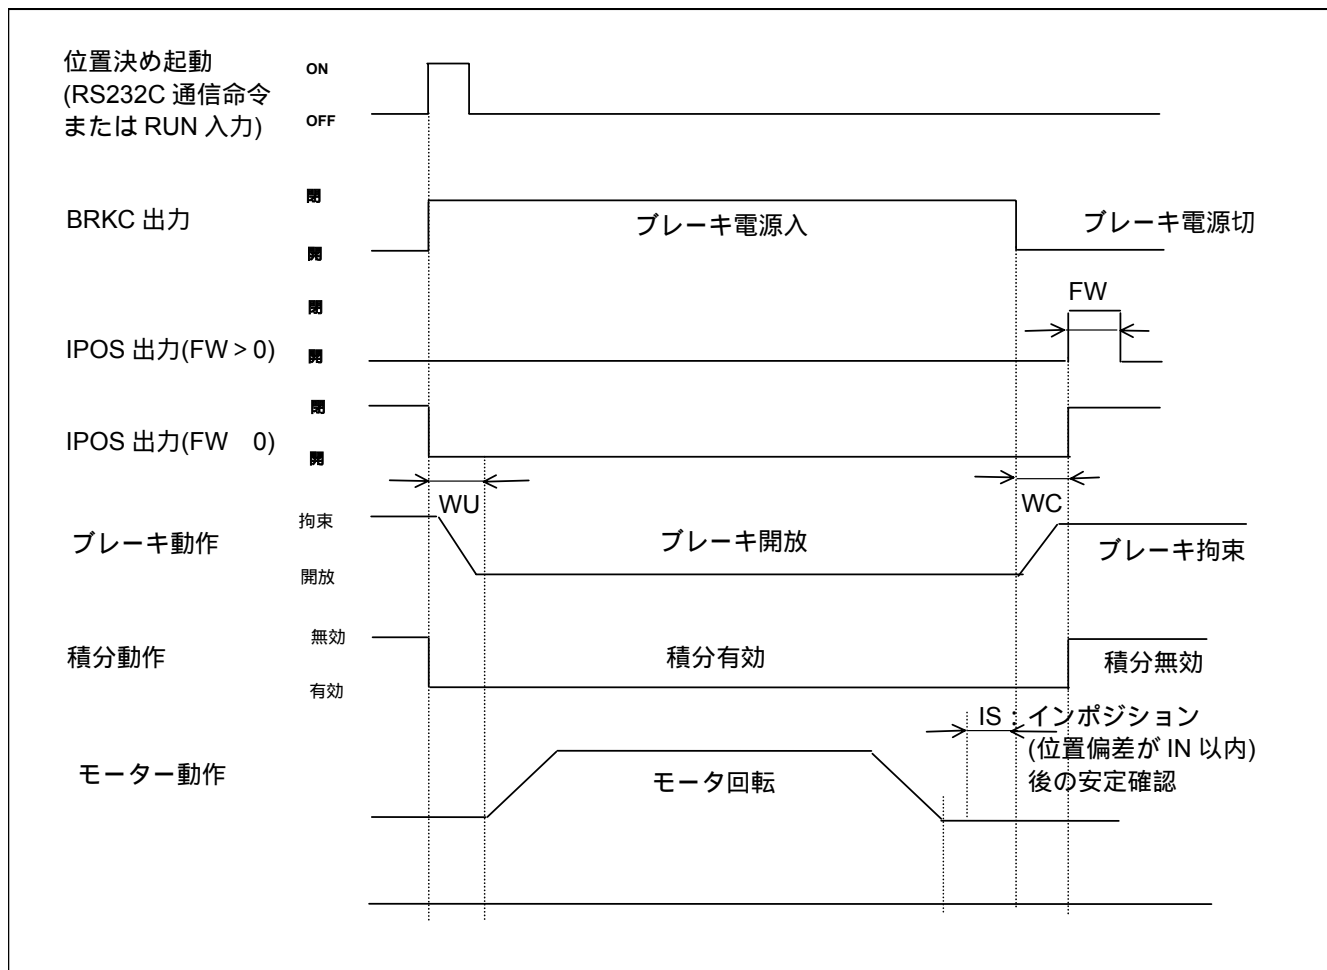 位置決め起動
(RS232C 通信命令
または RUN 入力)
ON
OFF
BRKC 出力
閉
開
ブレーキ電源入
ブレーキ電源切
FW
IPOS 出力(FW > 0)
閉
開
IPOS 出力(FW 0)
閉
開
WU
WC
ブレーキ動作
拘束
開放
ブレーキ開放
ブレーキ拘束
積分動作
無効
有効
積分有効
積分無効
IS:インポジション
(位置偏差が IN 以内)
後の安定確認
モーター動作
モータ回転